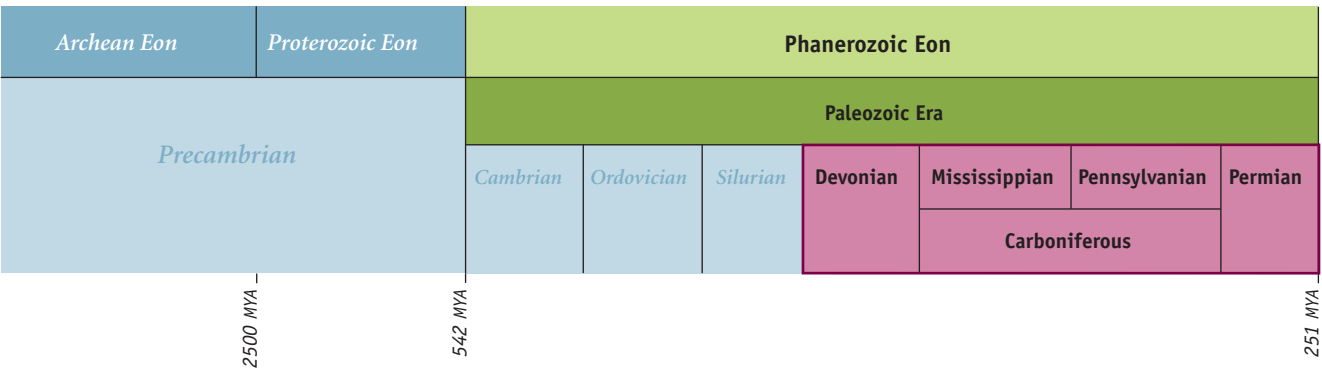 Archean Eon
Proterozoic Eon
Phanerozoic Eon
Paleozoic Era
Precambrian
Cambrian
Ordovician
Silurian
Devonian
Mississippian
Pennsylvanian
Permian
Carboniferous
2500 MYA
542 MYA
251 MYA